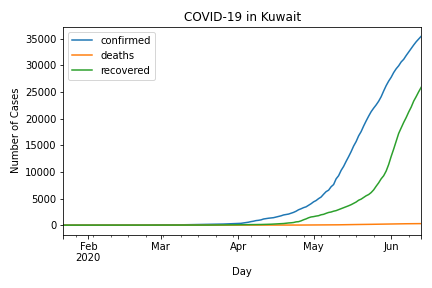 COVID-19 in Kuwait
confirmed
deaths
recovered
Number of Cases
35000
30000
25000
20000
15000
10000
5000
0
Feb Mar Apr May Jun
2020
Day